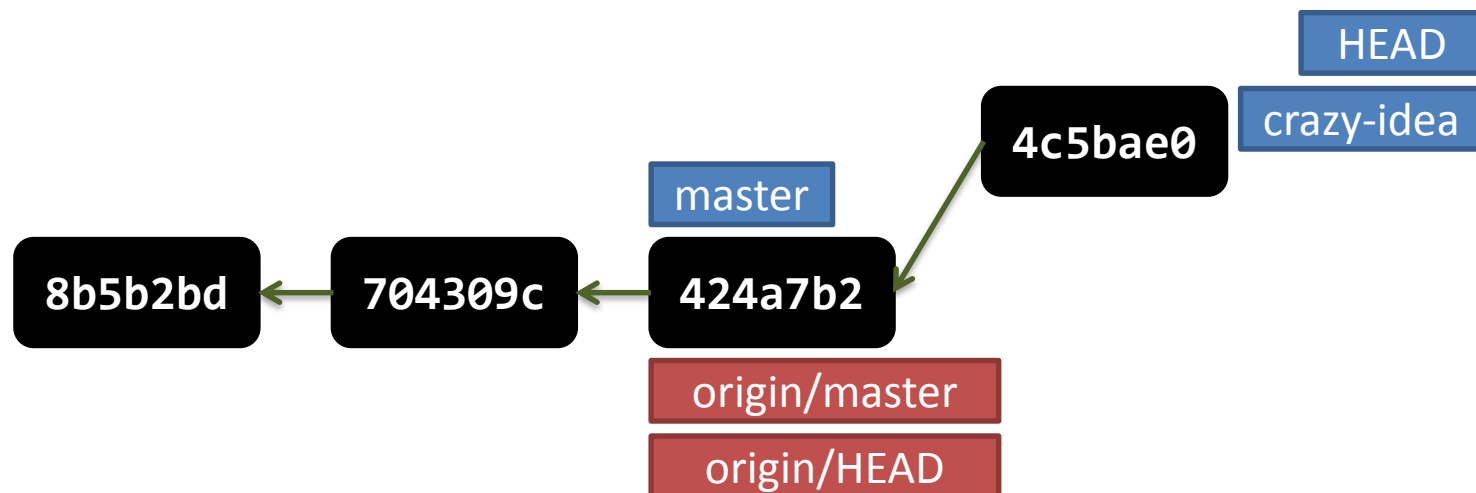 HEAD
crazy-idea
4c5bae0
master
8b5b2bd
704309c
424a7b2
origin/master
origin/HEAD